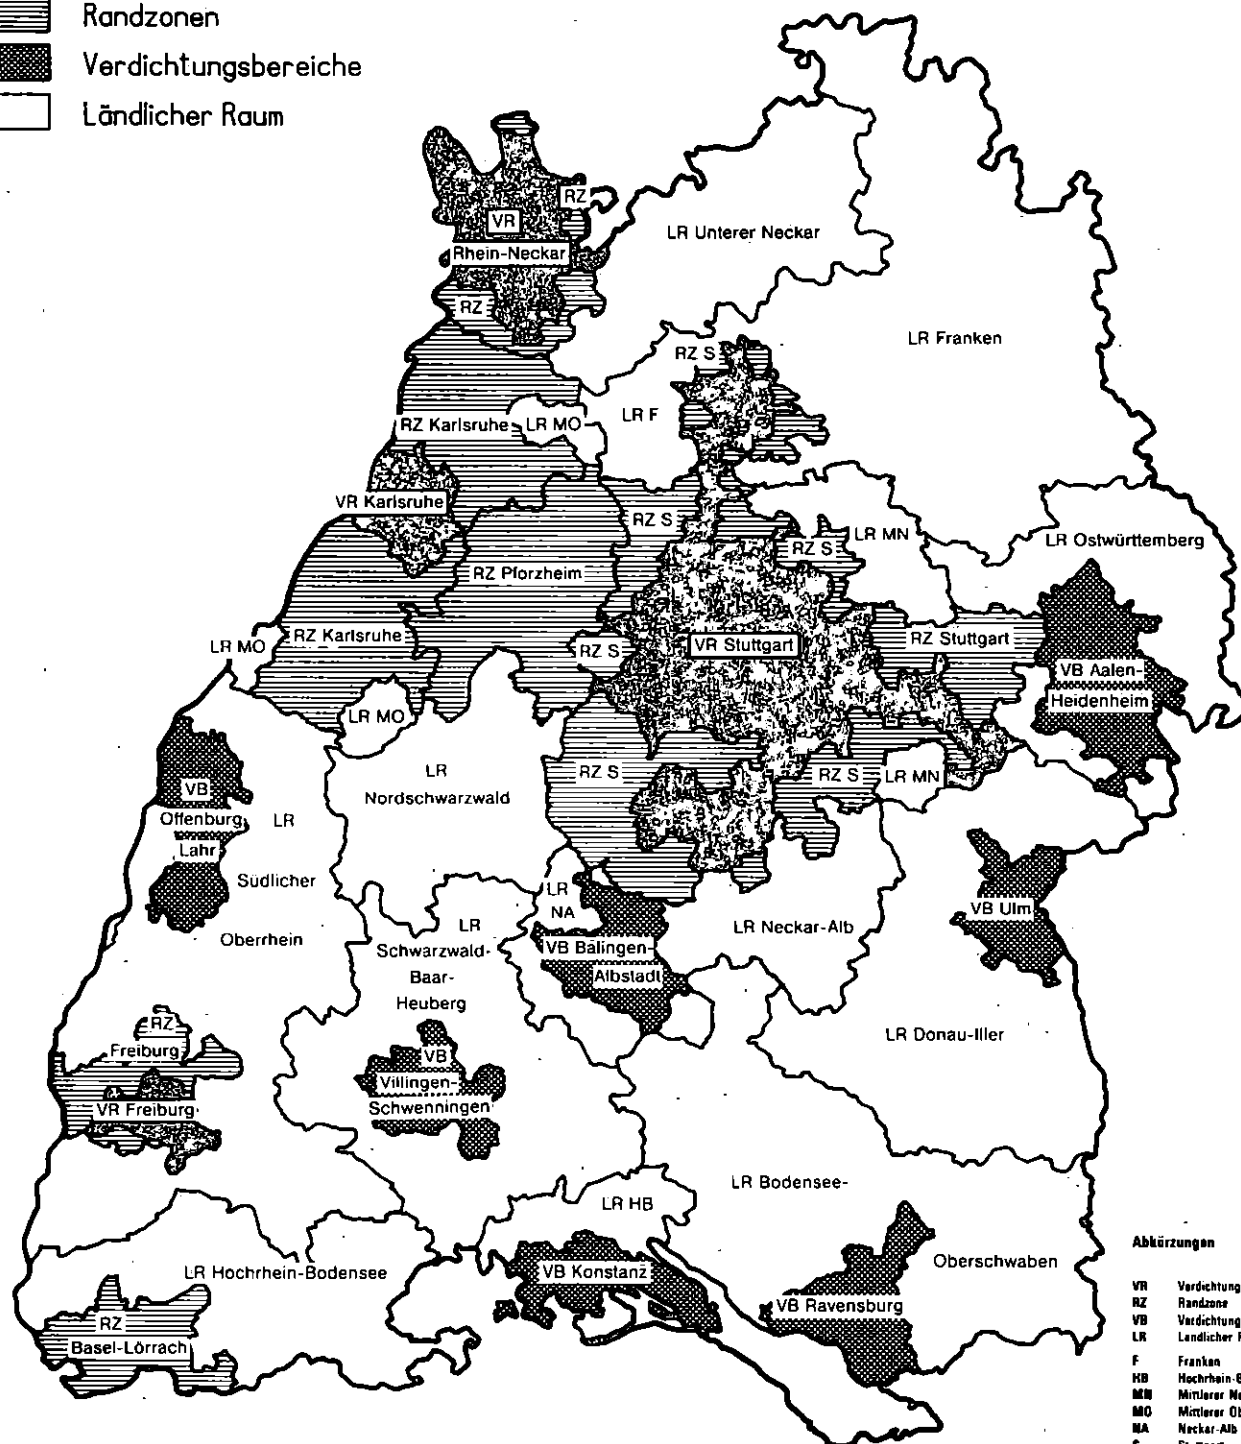 Randzonen
Verdichtungsbereiche
Ländlicher Raum
RZ
VR
Rhein-Neckar
LR Unterer Neckar
RZ
LR Franken
RZ S
LR F
RZ Karlsruhe
LR MO
VR Karlsruhe
RZ S
LR MN
RZ S
LR Ostwürttemberg
RZ Pforzheim
RZ Karlsruhe
LR MO
RZ S
VR Stuttgart
RZ Stuttgart
VB Aalen-
Heidenheim
LR MO
LR
Nordschwarzwald
RZ S
RZ S
LR MN
VB
Offenburg
Lahr
LR
Südlicher
Oberrhein
LR
NA
LR
Schwarzwald-
Baar-
Heuberg
VB Balingen-
Albstadt
LR Neckar-Alb
VB Ulm
RZ
Freiburg
VR Freiburg
VB
Villingen-
Schwenningen
LR Donau-Iller
LR Bodensee-
Oberschwaben
LR HB
LR Hochrhein-Bodensee
VB Konstanz
VB Ravensburg
RZ
Basel-Lörrach
Abkürzungen
VR Verdichtung
RZ Randzone
VB Verdichtung
LR Ländlicher R
F Franken
HB Hochrhein-B
MN Mittlerer Ne
MO Mittlerer Ob
NA Neckar-Alb